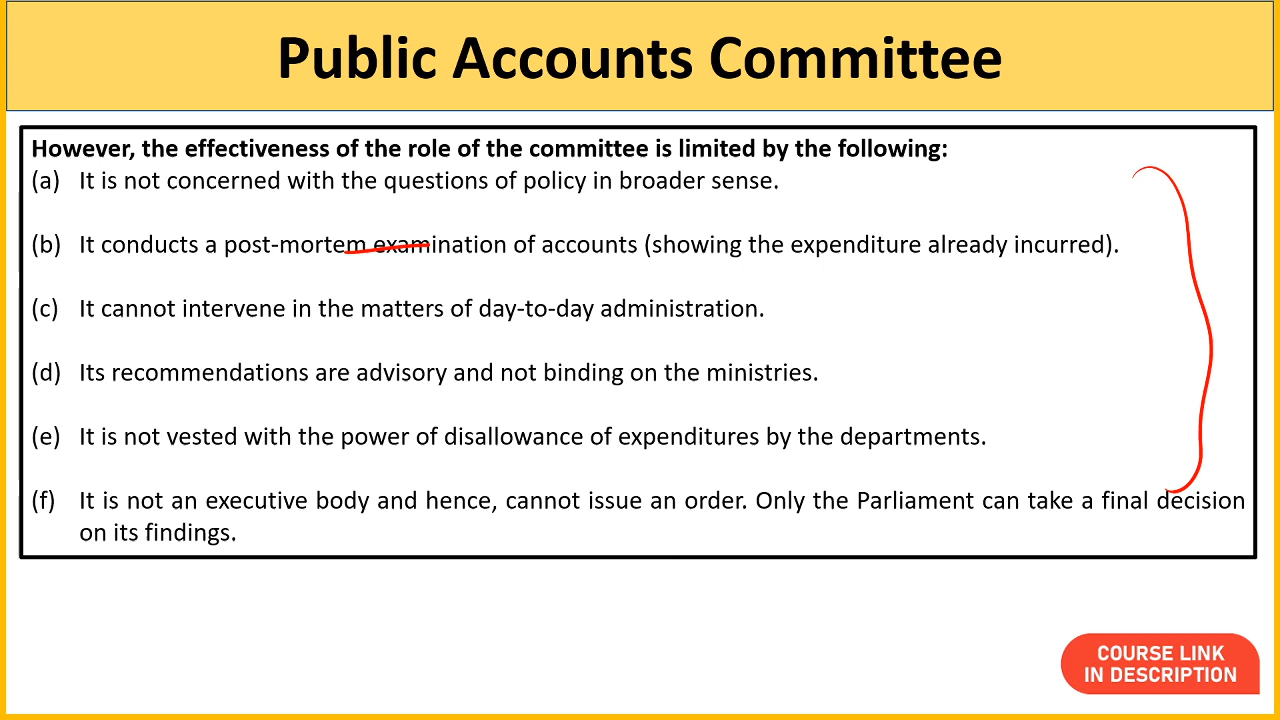 Public Accounts Committee
However, the effectiveness of the role of the committee is limited by the following:
(a) It is not concerned with the questions of policy in broader sense.
(b) It conducts a post-mortem examination of accounts (showing the expenditure already incurred).
(c) It cannot intervene in the matters of day-to-day administration.
(d) Its recommendations are advisory and not binding on the ministries.
(e) It is not vested with the power of disallowance of expenditures by the departments.
(f) It is not an executive body and hence, cannot issue an order. Only the Parliament can take a final decision
on its findings.
COURSE LINK
IN DESCRIPTION